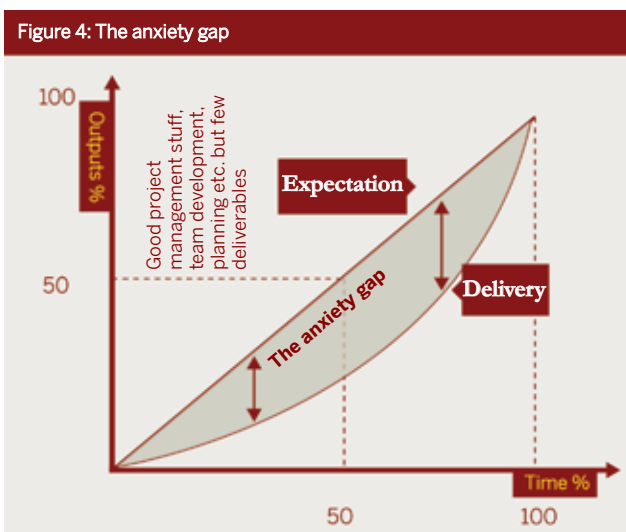 Figure 4: The anxiety gap
100
Outputs %
Good project
management stuff,
team development,
planning etc. but few
deliverables
Expectation
50
The anxiety gap
Delivery
Time %
50
100